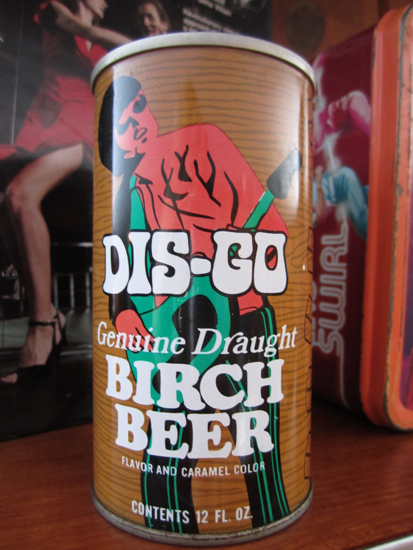 DIS-GO
Genuine Draught
BIRCH
BEER
FLAVOR AND CARAMEL COLOR
CONTENTS 12 FL. OZ.
SWIRL